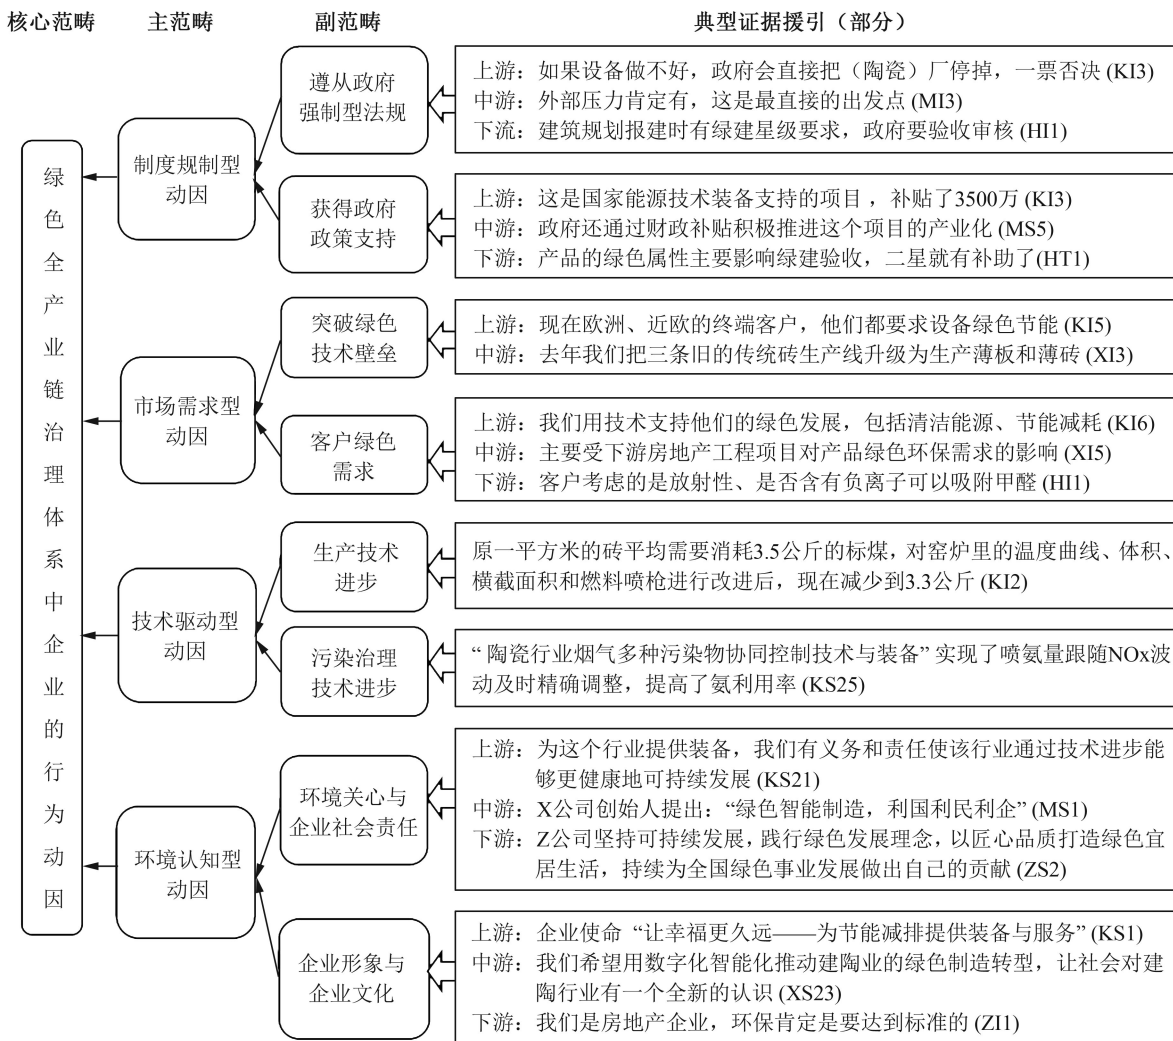 核心范畴 主范畴 副范畴 典型证据援引（部分）
绿色全产业链治理体系中企业的行为动因
制度规制型
动因
遵从政府
强制型法规
上游：如果设备做不好，政府会直接把（陶瓷）厂停掉，一票否决 (KI3)
中游：外部压力肯定有，这是最直接的出发点 (MI3)
下流：建筑规划报建时有绿建星级要求，政府要验收审核 (HI1)
获得政府
政策支持
上游：这是国家能源技术装备支持的项目，补贴了3500万 (KI3)
中游：政府还通过财政补贴积极推进这个项目的产业化 (MS5)
下游：产品的绿色属性主要影响绿建验收，二星就有补助了(HT1)
市场需求型
动因
突破绿色
技术壁垒
上游：现在欧洲、近欧的终端客户，他们都要求设备绿色节能 (KI5)
中游：去年我们把三条旧的传统砖生产线升级为生产薄板和薄砖 (XI3)
客户绿色
需求
上游：我们用技术支持他们的绿色发展，包括清洁能源、节能减耗 (KI6)
中游：主要受下游房地产工程项目对产品绿色环保需求的影响 (XI5)
下游：客户考虑的是放射性、是否含有负离子可以吸附甲醛 (HI1)
技术驱动型
动因
生产技术
进步
原一平方米的砖平均需要消耗3.5公斤的标煤，对窑炉里的温度曲线、体积、
横截面积和燃料喷枪进行改进后，现在减少到3.3公斤 (KI2)
污染治理
技术进步
“陶瓷行业烟气多种污染物协同控制技术与装备”实现了喷氨量跟随NOx波
动及时精确调整，提高了氨利用率 (KS25)
环境认知型
动因
环境关心与
企业社会责任
上游：为这个行业提供装备，我们有义务和责任使该行业通过技术进步能
够更健康地可持续发展 (KS21)
中游：X公司创始人提出：“绿色智能制造，利国利民利企” (MS1)
下游：Z公司坚持可持续发展，践行绿色发展理念，以匠心品质打造绿色宜
居生活，持续为全国绿色事业发展做出自己的贡献 (ZS2)
企业形象与
企业文化
上游：企业使命 “让幸福更久远——为节能减排提供装备与服务” (KS1)
中游：我们希望用数字化智能化推动建陶业的绿色制造转型，让社会对建
陶行业有一个全新的认识 (XS23)
下游：我们是房地产企业，环保肯定是要达到标准的 (ZI1)